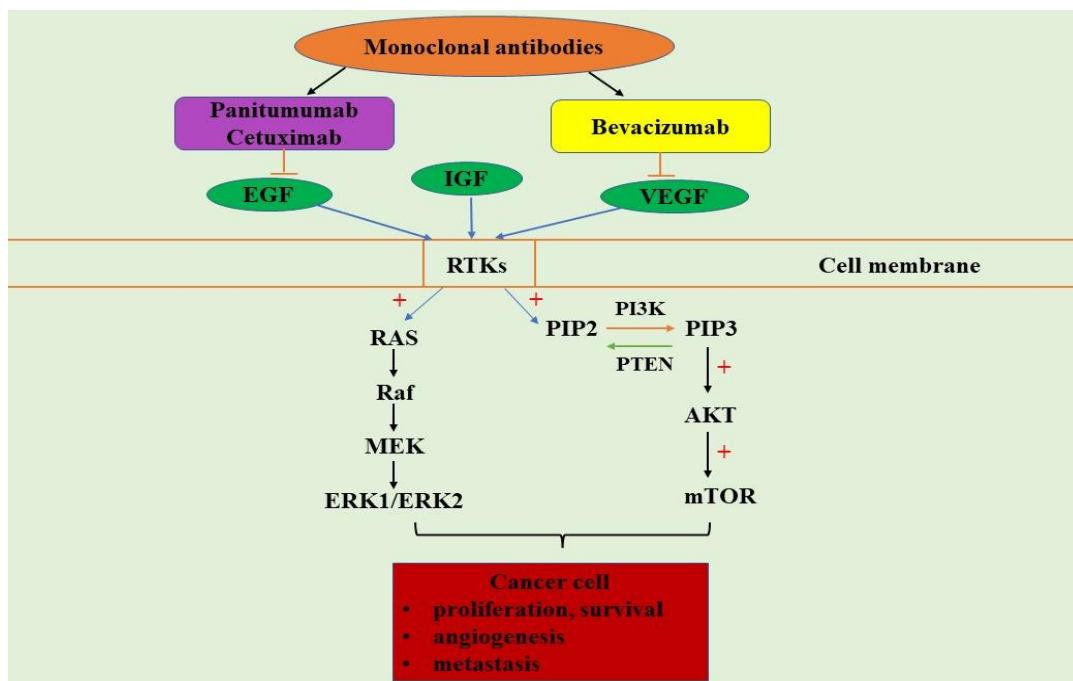 Monoclonal antibodies
Panitumumab
Cetuximab
Bevacizumab
EGF
IGF
VEGF
RTKs
Cell membrane
+
+
RAS
PIP2
PI3K
PIP3
PTEN
+
Raf
AKT
MEK
+
ERK1/ERK2
mTOR
Cancer cell
• proliferation, survival
• angiogenesis
• metastasis